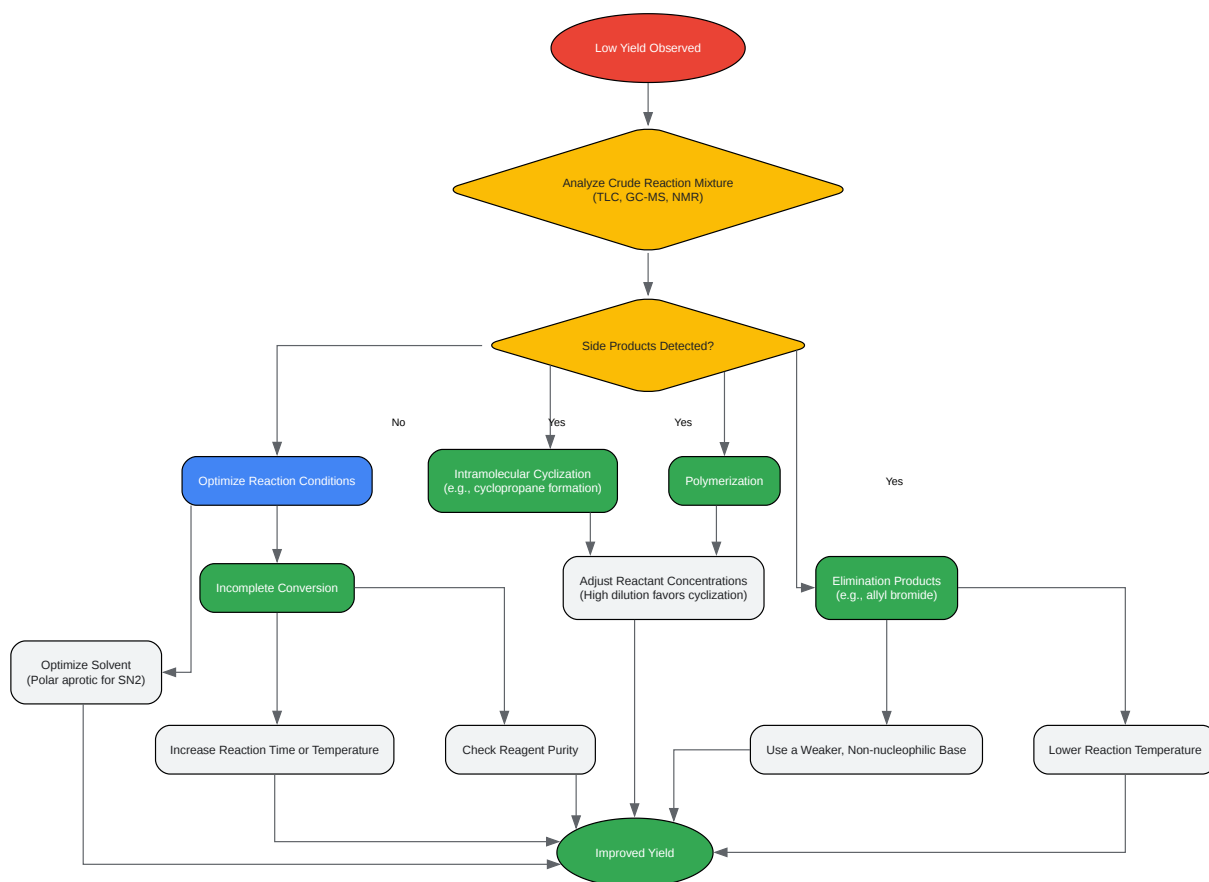 Low Yield Observed
Analyze Crude Reaction Mixture
(TLC, GC-MS, NMR)
Side Products Detected?
No
Yes
Yes
Yes
Optimize Reaction Conditions
Intramolecular Cyclization
(e.g., cyclopropane formation)
Polymerization
Incomplete Conversion
Adjust Reactant Concentrations
(High dilution favors cyclization)
Elimination Products
(e.g., allyl bromide)
Optimize Solvent
(Polar aprotic for SN2)
Increase Reaction Time or Temperature
Check Reagent Purity
Use a Weaker, Non-nucleophilic Base
Lower Reaction Temperature
Improved Yield